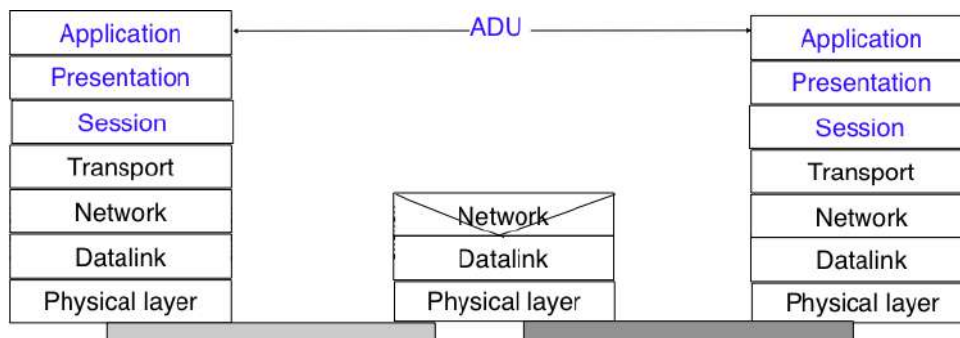 ADU
Application
Presentation
Session
Transport
Network
Datalink
Physical layer
Network
Datalink
Physical layer
Application
Presentation
Session
Transport
Network
Datalink
Physical layer